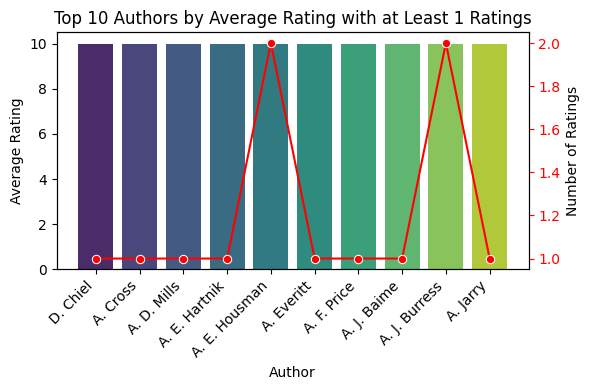 Top 10 Authors by Average Rating with at Least 1 Ratings
Average Rating
10
8
6
4
2
0
2.0
1.8
1.6
1.4
1.2
1.0
Number of Ratings
D. Chiel
A. Cross
A. D. Mills
A. E. Hartnik
A. E. Housman
A. Everitt
A. F. Price
A. J. Baime
A. J. Burress
A. Jarry
Author